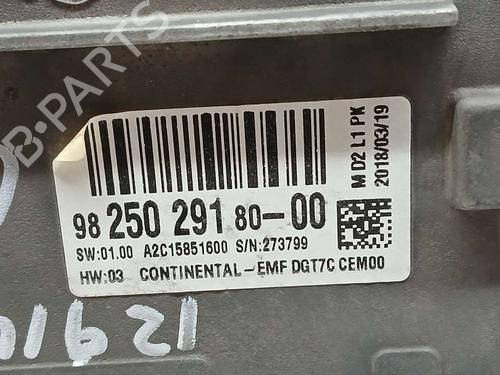 B-PARTS
M D2 L1 PK
2018/03/19
98 250 291 80-00
SW:01.00 A2C15851600 S/N:273799
HW:03 CONTINENTAL-EMF DGT7C CEM00